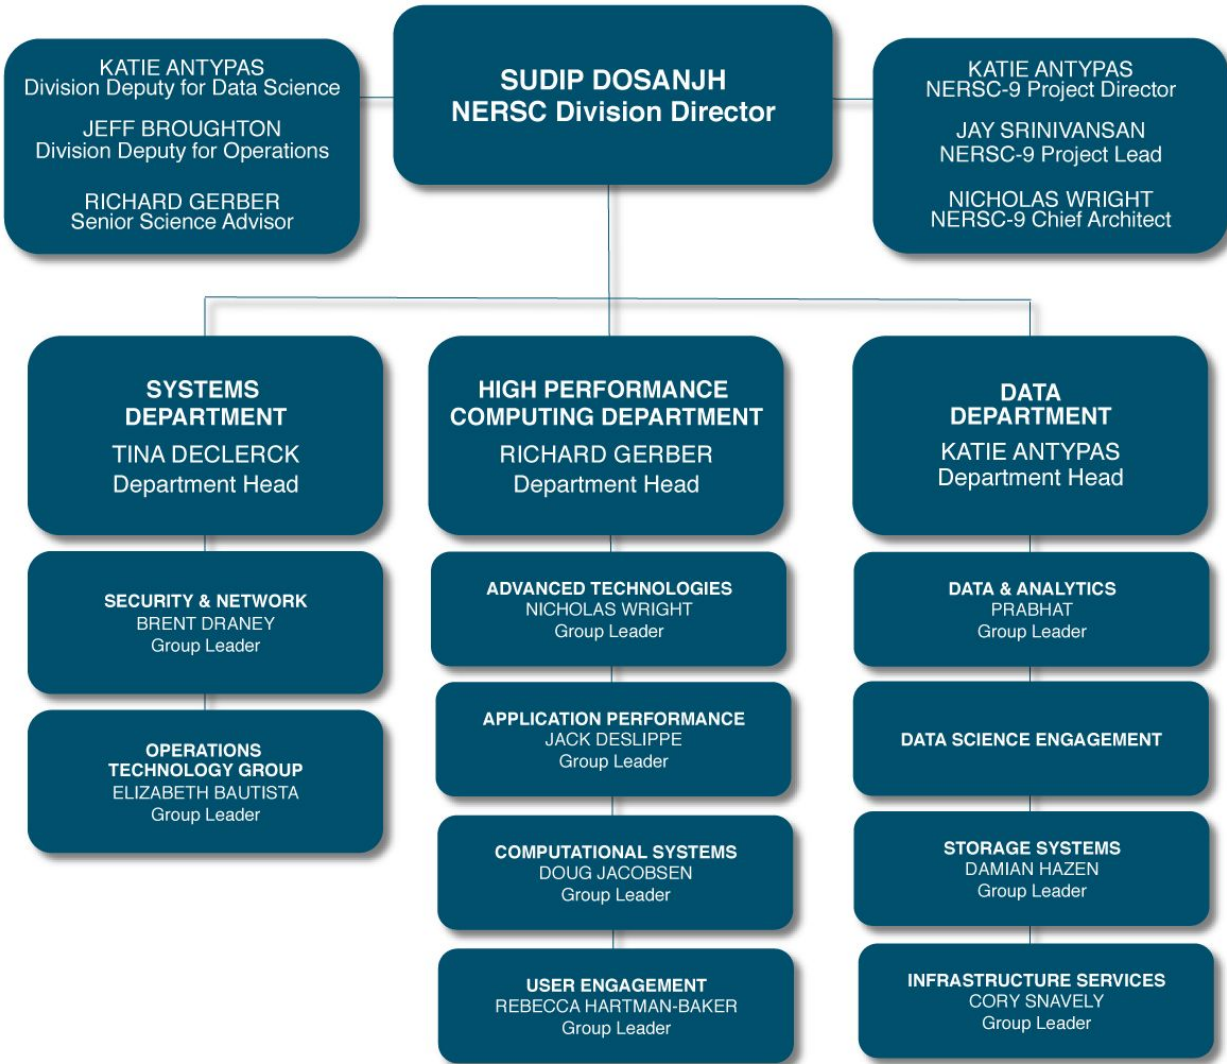 KATIE ANTYPAS
Division Deputy for Data Science
JEFF BROUGHTON
Division Deputy for Operations
RICHARD GERBER
Senior Science Advisor
SUDIP DOSANJH
NERSC Division Director
KATIE ANTYPAS
NERSC-9 Project Director
JAY SRINIVANSAN
NERSC-9 Project Lead
NICHOLAS WRIGHT
NERSC-9 Chief Architect
SYSTEMS
DEPARTMENT
TINA DECLERCK
Department Head
SECURITY & NETWORK
BRENT DRANEY
Group Leader
OPERATIONS
TECHNOLOGY GROUP
ELIZABETH BAUTISTA
Group Leader
HIGH PERFORMANCE
COMPUTING DEPARTMENT
RICHARD GERBER
Department Head
ADVANCED TECHNOLOGIES
NICHOLAS WRIGHT
Group Leader
APPLICATION PERFORMANCE
JACK DESLIPPE
Group Leader
COMPUTATIONAL SYSTEMS
DOUG JACOBSEN
Group Leader
USER ENGAGEMENT
REBECCA HARTMAN-BAKER
Group Leader
DATA
DEPARTMENT
KATIE ANTYPAS
Department Head
DATA & ANALYTICS
PRABHAT
Group Leader
DATA SCIENCE ENGAGEMENT
STORAGE SYSTEMS
DAMIAN HAZEN
Group Leader
INFRASTRUCTURE SERVICES
CORY SNAVELY
Group Leader